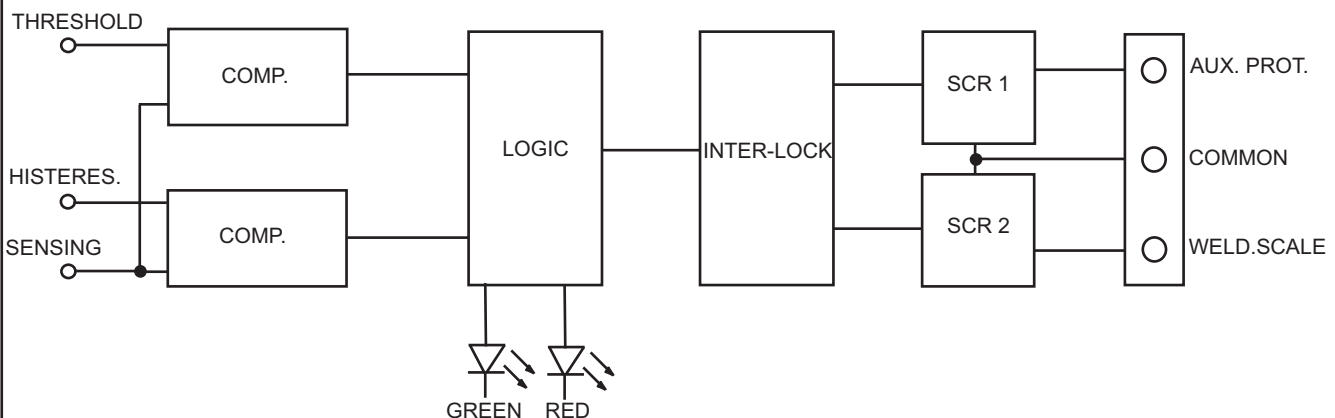 THRESHOLD
COMP.
HISTERES.
SENSING
COMP.
LOGIC
GREEN
RED
INTER-LOCK
SCR 1
SCR 2
AUX. PROT.
COMMON
WELD.SCALE